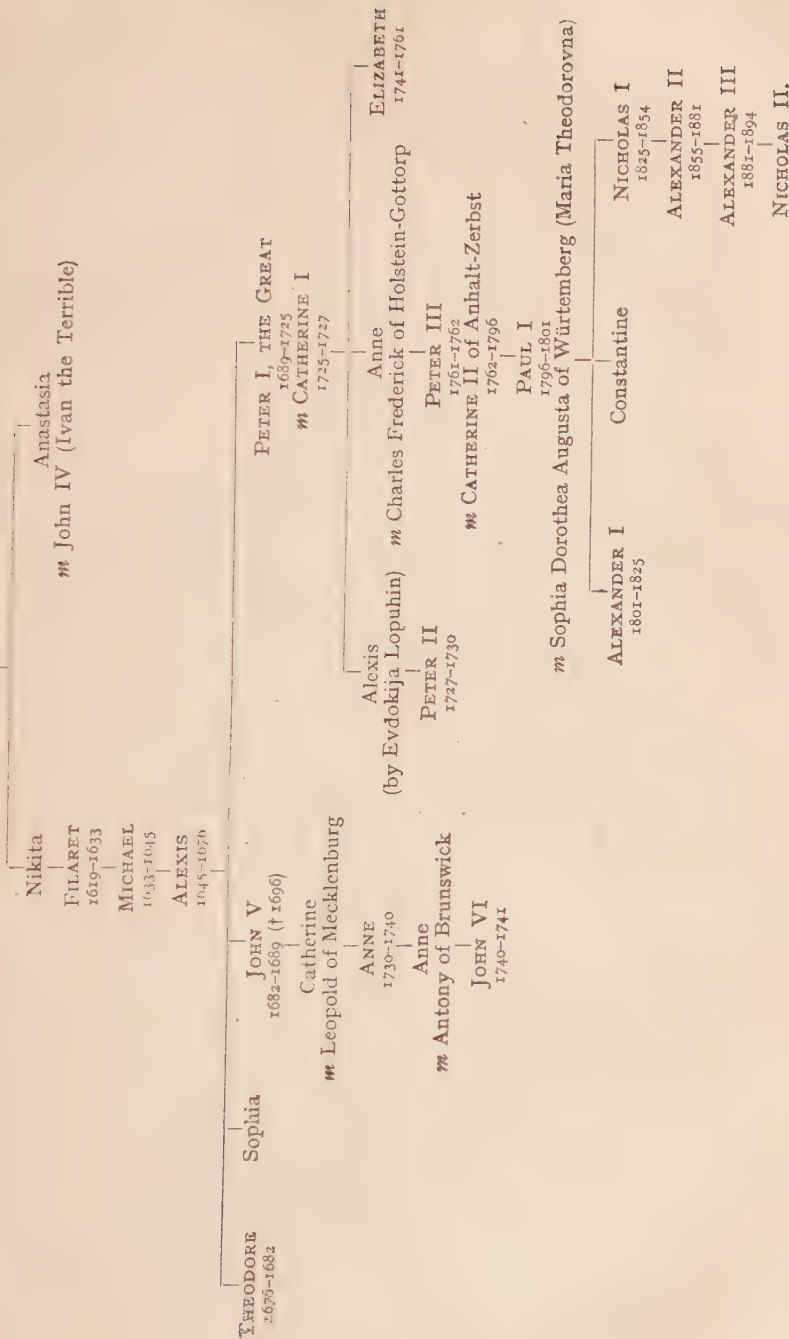 Anastasia
m John IV (Ivan the Terrible)
Nikita
FILARET
1619-1633
MICHAEL
1633-1645
ALEXIS
1645-1676
THEODORE
1676-1682
Sophia
JOHN V
1682-1689 († 1696)
Catherine
m Leopold of Mecklenburg
ANNE
1730-1740
Anne
m Antony of Brunswick
JOHN VI
1740-1741
PETER I, THE GREAT
1689-1725
m CATHERINE I
1725-1727
Alexis
(by Evdokija Lopuhin)
PETER II
1727-1730
Anne
m Charles Frederick of Holstein-Gottorp
PETER III
1761-1762
m CATHERINE II of Anhalt-Zerbst
1762-1796
PAUL I
1796-1801
m Sophia Dorothea Augusta of Würtemberg (Maria Theodorovna)
ELIZABETH
1741-1761
ALEXANDER I
1801-1825
Constantine
NICHOLAS I
1825-1854
ALEXANDER II
1855-1881
ALEXANDER III
1881-1894
NICHOLAS II.